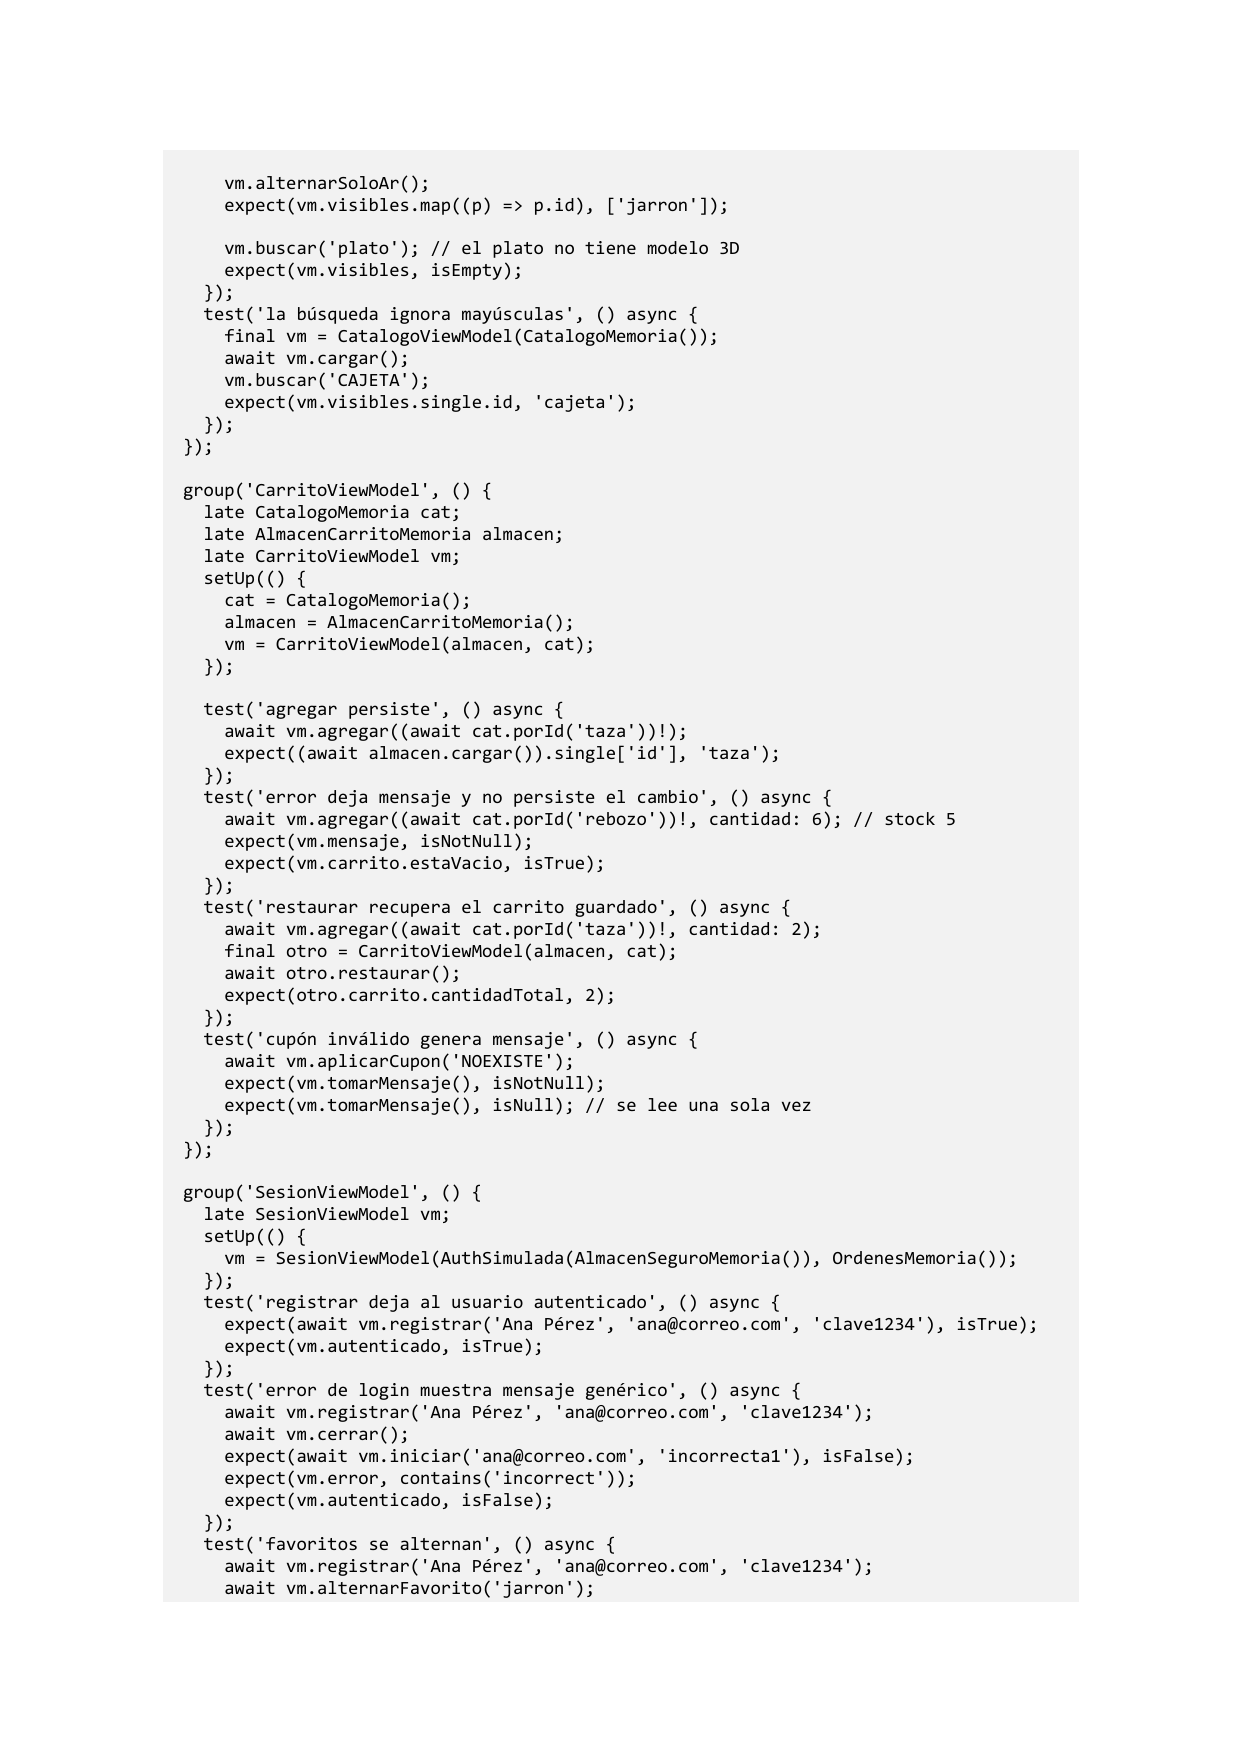 vm.alternarSoloAr();
expect(vm.visibles.map((p) => p.id), ['jarron']);
vm.buscar('plato'); // el plato no tiene modelo 3D
expect(vm.visibles, isEmpty);
});
test('la búsqueda ignora mayúsculas', () async {
final vm = CatalogoViewModel(CatalogoMemoria());
await vm.cargar();
vm.buscar('CAJETA');
expect(vm.visibles.single.id, 'cajeta');
});
});
group('CarritoViewModel', () {
late CatalogoMemoria cat;
late AlmacenCarritoMemoria almacen;
late CarritoViewModel vm;
setUp(() {
cat = CatalogoMemoria();
almacen = AlmacenCarritoMemoria();
vm = CarritoViewModel(almacen, cat);
});
test('agregar persiste', () async {
await vm.agregar((await cat.porId('taza'))!);
expect((await almacen.cargar()).single['id'], 'taza');
});
test('error deja mensaje y no persiste el cambio', () async {
await vm.agregar((await cat.porId('rebozo'))!, cantidad: 6); // stock 5
expect(vm.mensaje, isNotNull);
expect(vm.carrito.estaVacio, isTrue);
});
test('restaurar recupera el carrito guardado', () async {
await vm.agregar((await cat.porId('taza'))!, cantidad: 2);
final otro = CarritoViewModel(almacen, cat);
await otro.restaurar();
expect(otro.carrito.cantidadTotal, 2);
});
test('cupón inválido genera mensaje', () async {
await vm.aplicarCupon('NOEXISTE');
expect(vm.tomarMensaje(), isNotNull);
expect(vm.tomarMensaje(), isNull); // se lee una sola vez
});
});
group('SesionViewModel', () {
late SesionViewModel vm;
setUp(() {
vm = SesionViewModel(AuthSimulada(AlmacenSeguroMemoria()), OrdenesMemoria());
});
test('registrar deja al usuario autenticado', () async {
expect(await vm.registrar('Ana Pérez', 'ana@correo.com', 'clave1234'), isTrue);
expect(vm.autenticado, isTrue);
});
test('error de login muestra mensaje genérico', () async {
await vm.registrar('Ana Pérez', 'ana@correo.com', 'clave1234');
await vm.cerrar();
expect(await vm.iniciar('ana@correo.com', 'incorrecta1'), isFalse);
expect(vm.error, contains('incorrect'));
expect(vm.autenticado, isFalse);
});
test('favoritos se alternan', () async {
await vm.registrar('Ana Pérez', 'ana@correo.com', 'clave1234');
await vm.alternarFavorito('jarron');